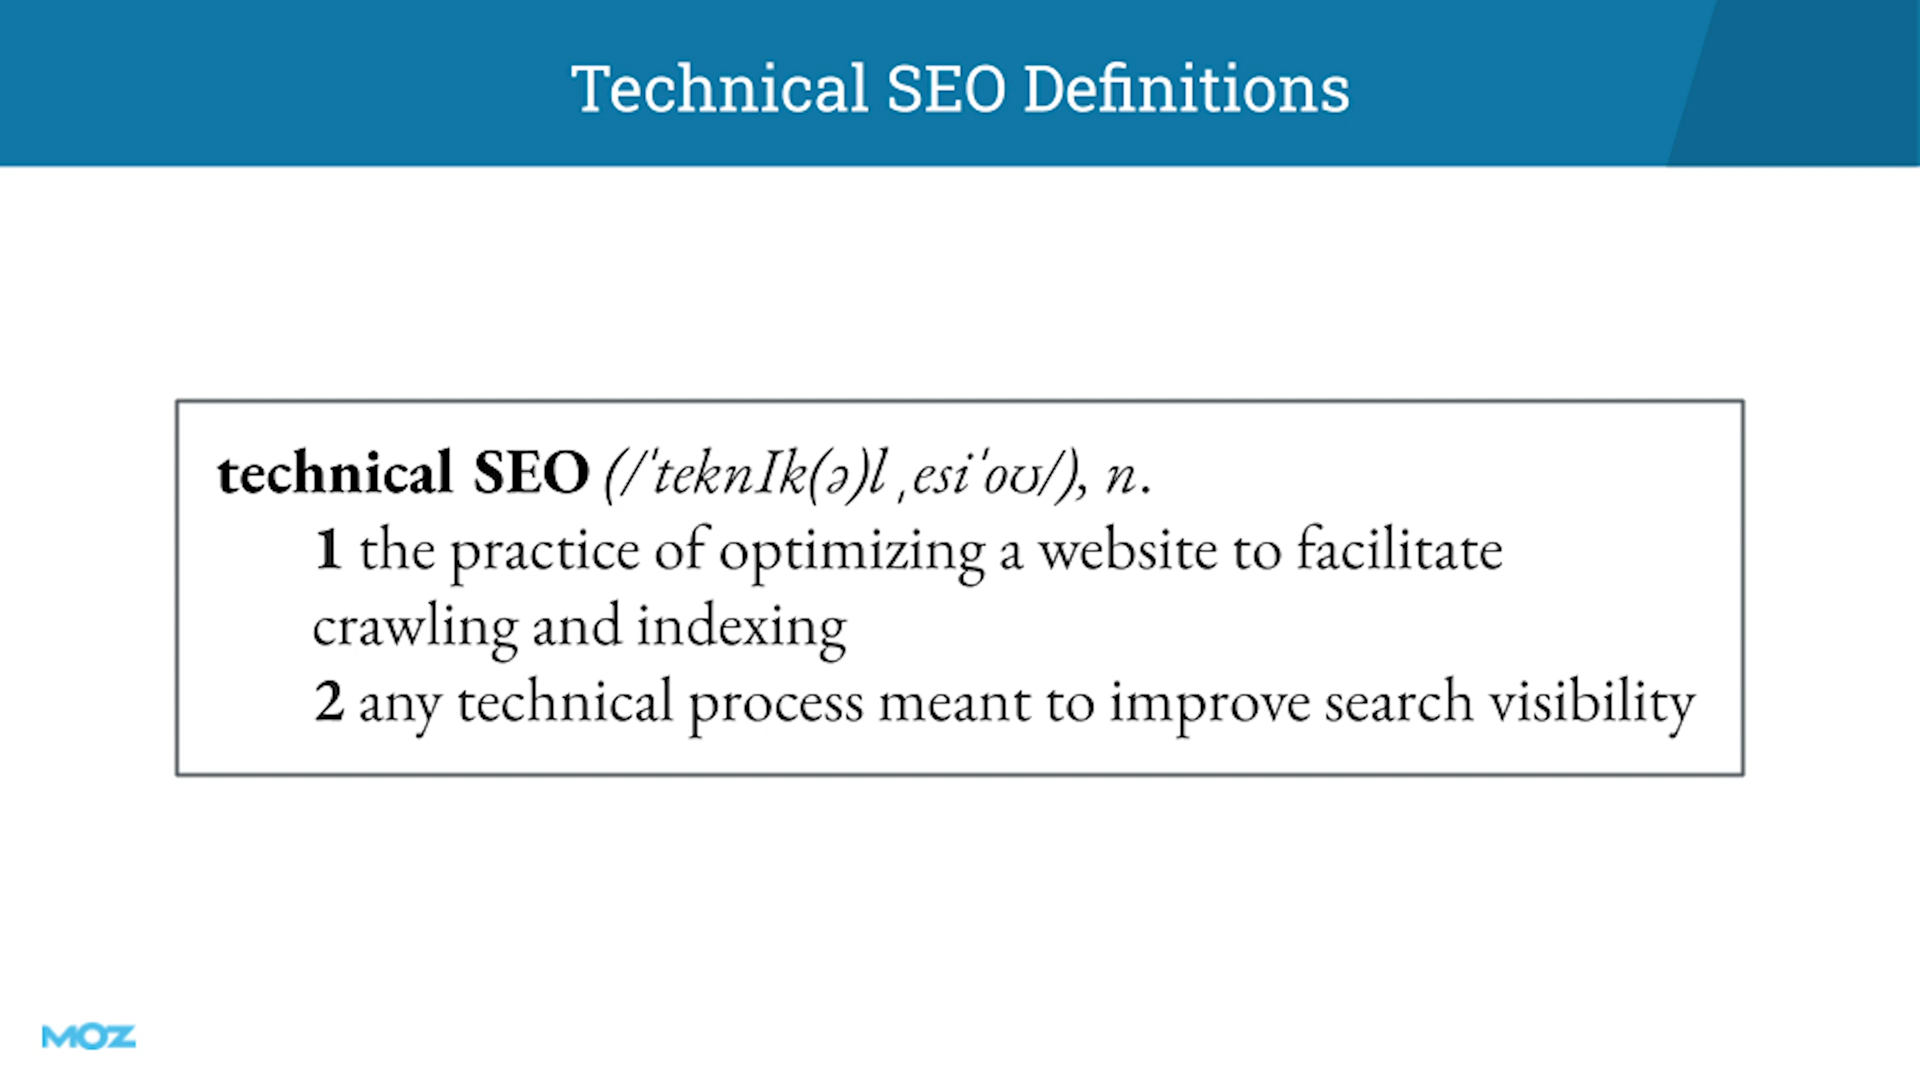 Technical SEO Definitions
technical SEO (/ˈteknIk(ə)l ˌesiˈoʊ/), n.
1 the practice of optimizing a website to facilitate
crawling and indexing
2 any technical process meant to improve search visibility
MOZ